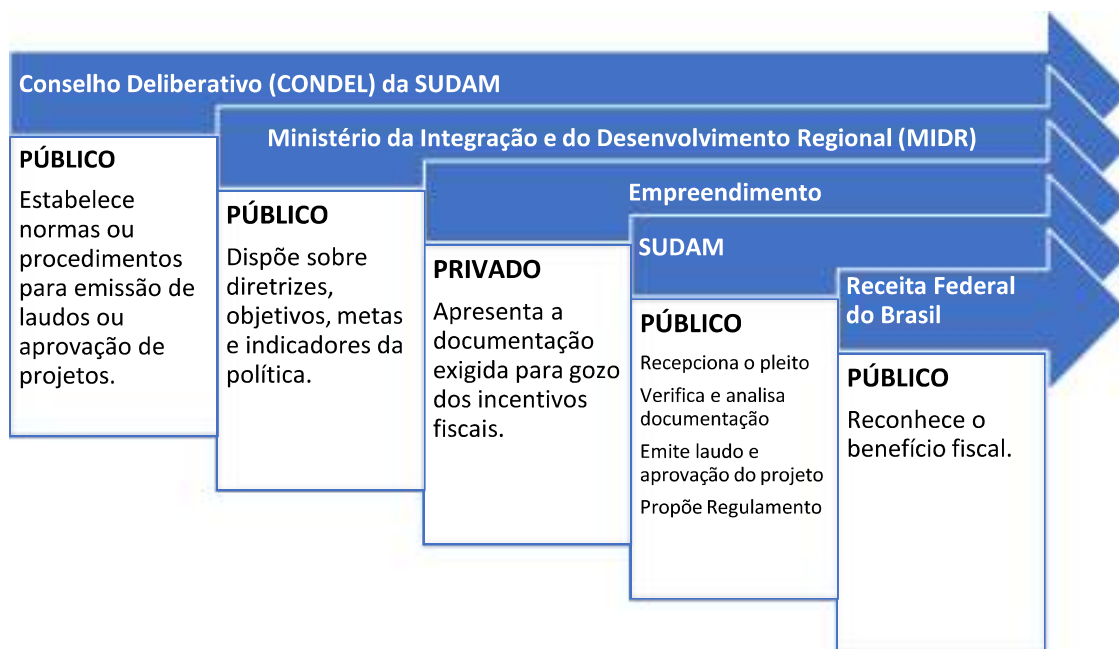 Conselho Deliberativo (CONDEL) da SUDAM
PÚBLICO
Estabelece
normas ou
procedimentos
para emissão de
laudos ou
aprovação de
projetos.
Ministério da Integração e do Desenvolvimento Regional (MIDR)
PÚBLICO
Dispõe sobre
diretrizes,
objetivos, metas
e indicadores da
política.
Empreendimento
PRIVADO
Apresenta a
documentação
exigida para gozo
dos incentivos
fiscais.
SUDAM
PÚBLICO
Recepciona o pleito
Verifica e analisa
documentação
Emite laudo e
aprovação do projeto
Propõe Regulamento
Receita Federal
do Brasil
PÚBLICO
Reconhece o
benefício fiscal.